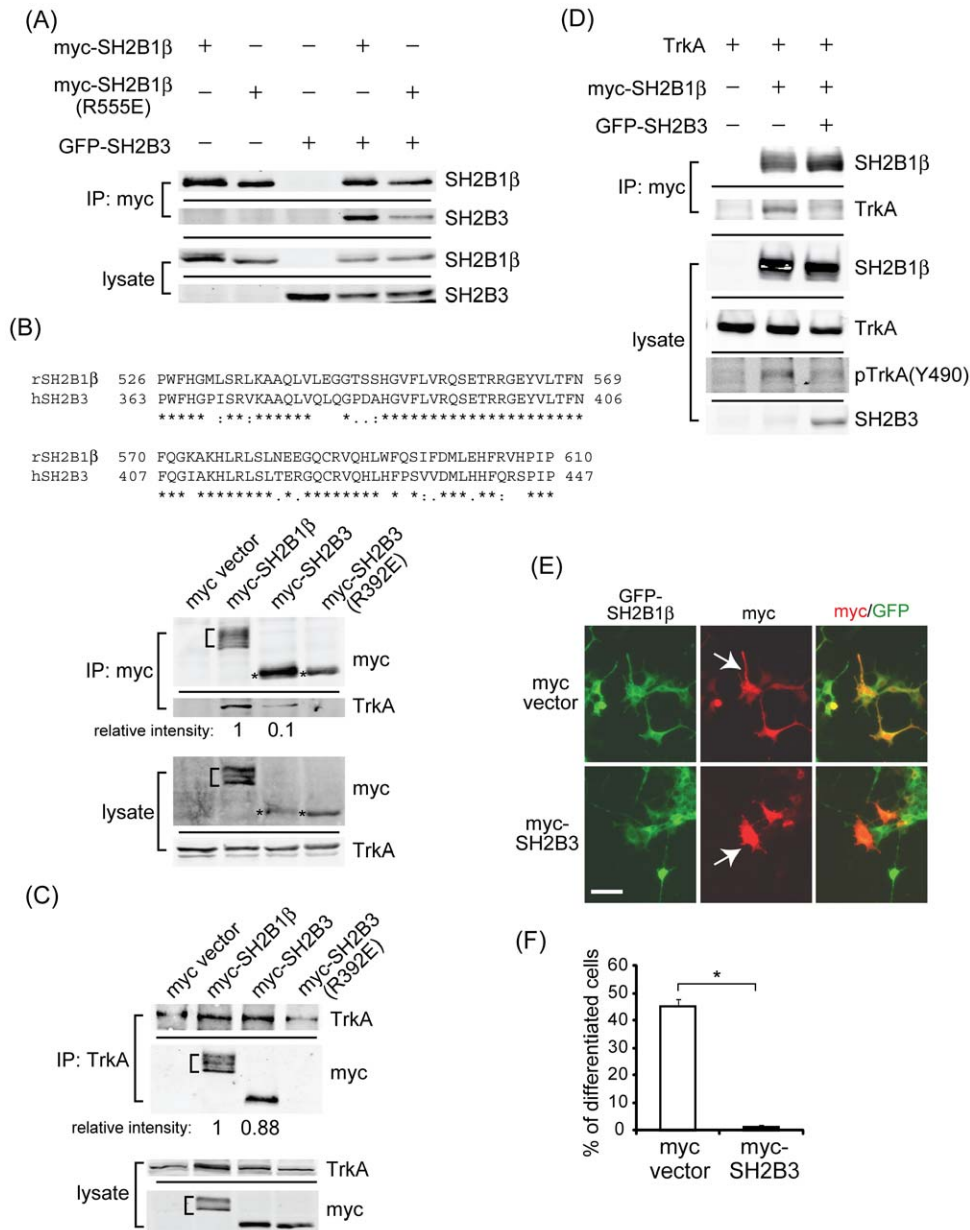 (A)
myc-SH2B1β + − − + −
myc-SH2B1β
(R555E) − + − − +
GFP-SH2B3 − − + + +
IP: myc
SH2B1β
SH2B3
lysate
SH2B1β
SH2B3
(B)
rSH2B1β 526 PWFHGMLSRLKAAQLVLEGGTSSHGVFLVRQSETRRGEYVLTFN 569
hSH2B3 363 PWFHGPISRVKAAQLVQLQGPDAHGVFLVRQSETRRGEYVLTFN 406
***** :**:****** *..:********************
rSH2B1β 570 FQGKAKHLRLSLNEEGQCRVQHLWFQSIFDMLEHFRVHPIP 610
hSH2B3 407 FQGIAKHLRLSLTERGQCRVQHLHFPSVVDMLHHFQRSPIP 447
*** ********.*.******** * *:.***.**: ***
myc vector
myc-SH2B1β
myc-SH2B3
myc-SH2B3
(R392E)
IP: myc
myc
* *
TrkA
relative intensity: 1 0.1
lysate
myc
* *
TrkA
(C)
myc vector
myc-SH2B1β
myc-SH2B3
myc-SH2B3
(R392E)
IP: TrkA
TrkA
myc
relative intensity: 1 0.88
lysate
TrkA
myc
(D)
TrkA + + +
myc-SH2B1β − + +
GFP-SH2B3 − − +
IP: myc
SH2B1β
TrkA
lysate
SH2B1β
TrkA
pTrkA(Y490)
SH2B3
(E)
GFP-
SH2B1β
myc
myc/GFP
myc
vector
myc-
SH2B3
(F)
% of differentiated cells
60
50
40
30
20
10
0
*
myc
vector
myc-
SH2B3